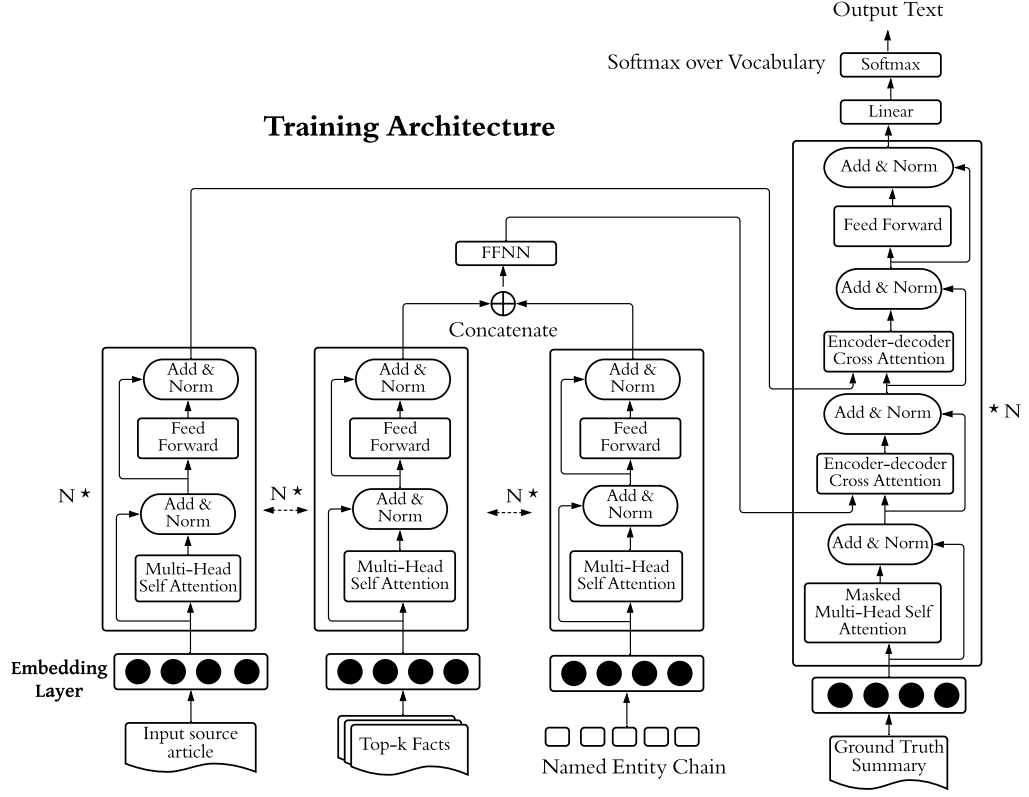 Output Text
Softmax over Vocabulary
Softmax
Linear
Training Architecture
Add & Norm
Feed Forward
Add & Norm
Encoder-decoder
Cross Attention
Add & Norm
Encoder-decoder
Cross Attention
Add & Norm
Masked
Multi-Head Self
Attention
★ N
FFNN
Concatenate
Add &
Norm
Feed
Forward
Add &
Norm
Multi-Head
Self Attention
N ★
Add &
Norm
Feed
Forward
Add &
Norm
Multi-Head
Self Attention
N ★
Add &
Norm
Feed
Forward
Add &
Norm
Multi-Head
Self Attention
N ★
Embedding
Layer
Input source
article
Top-k Facts
Named Entity Chain
Ground Truth
Summary